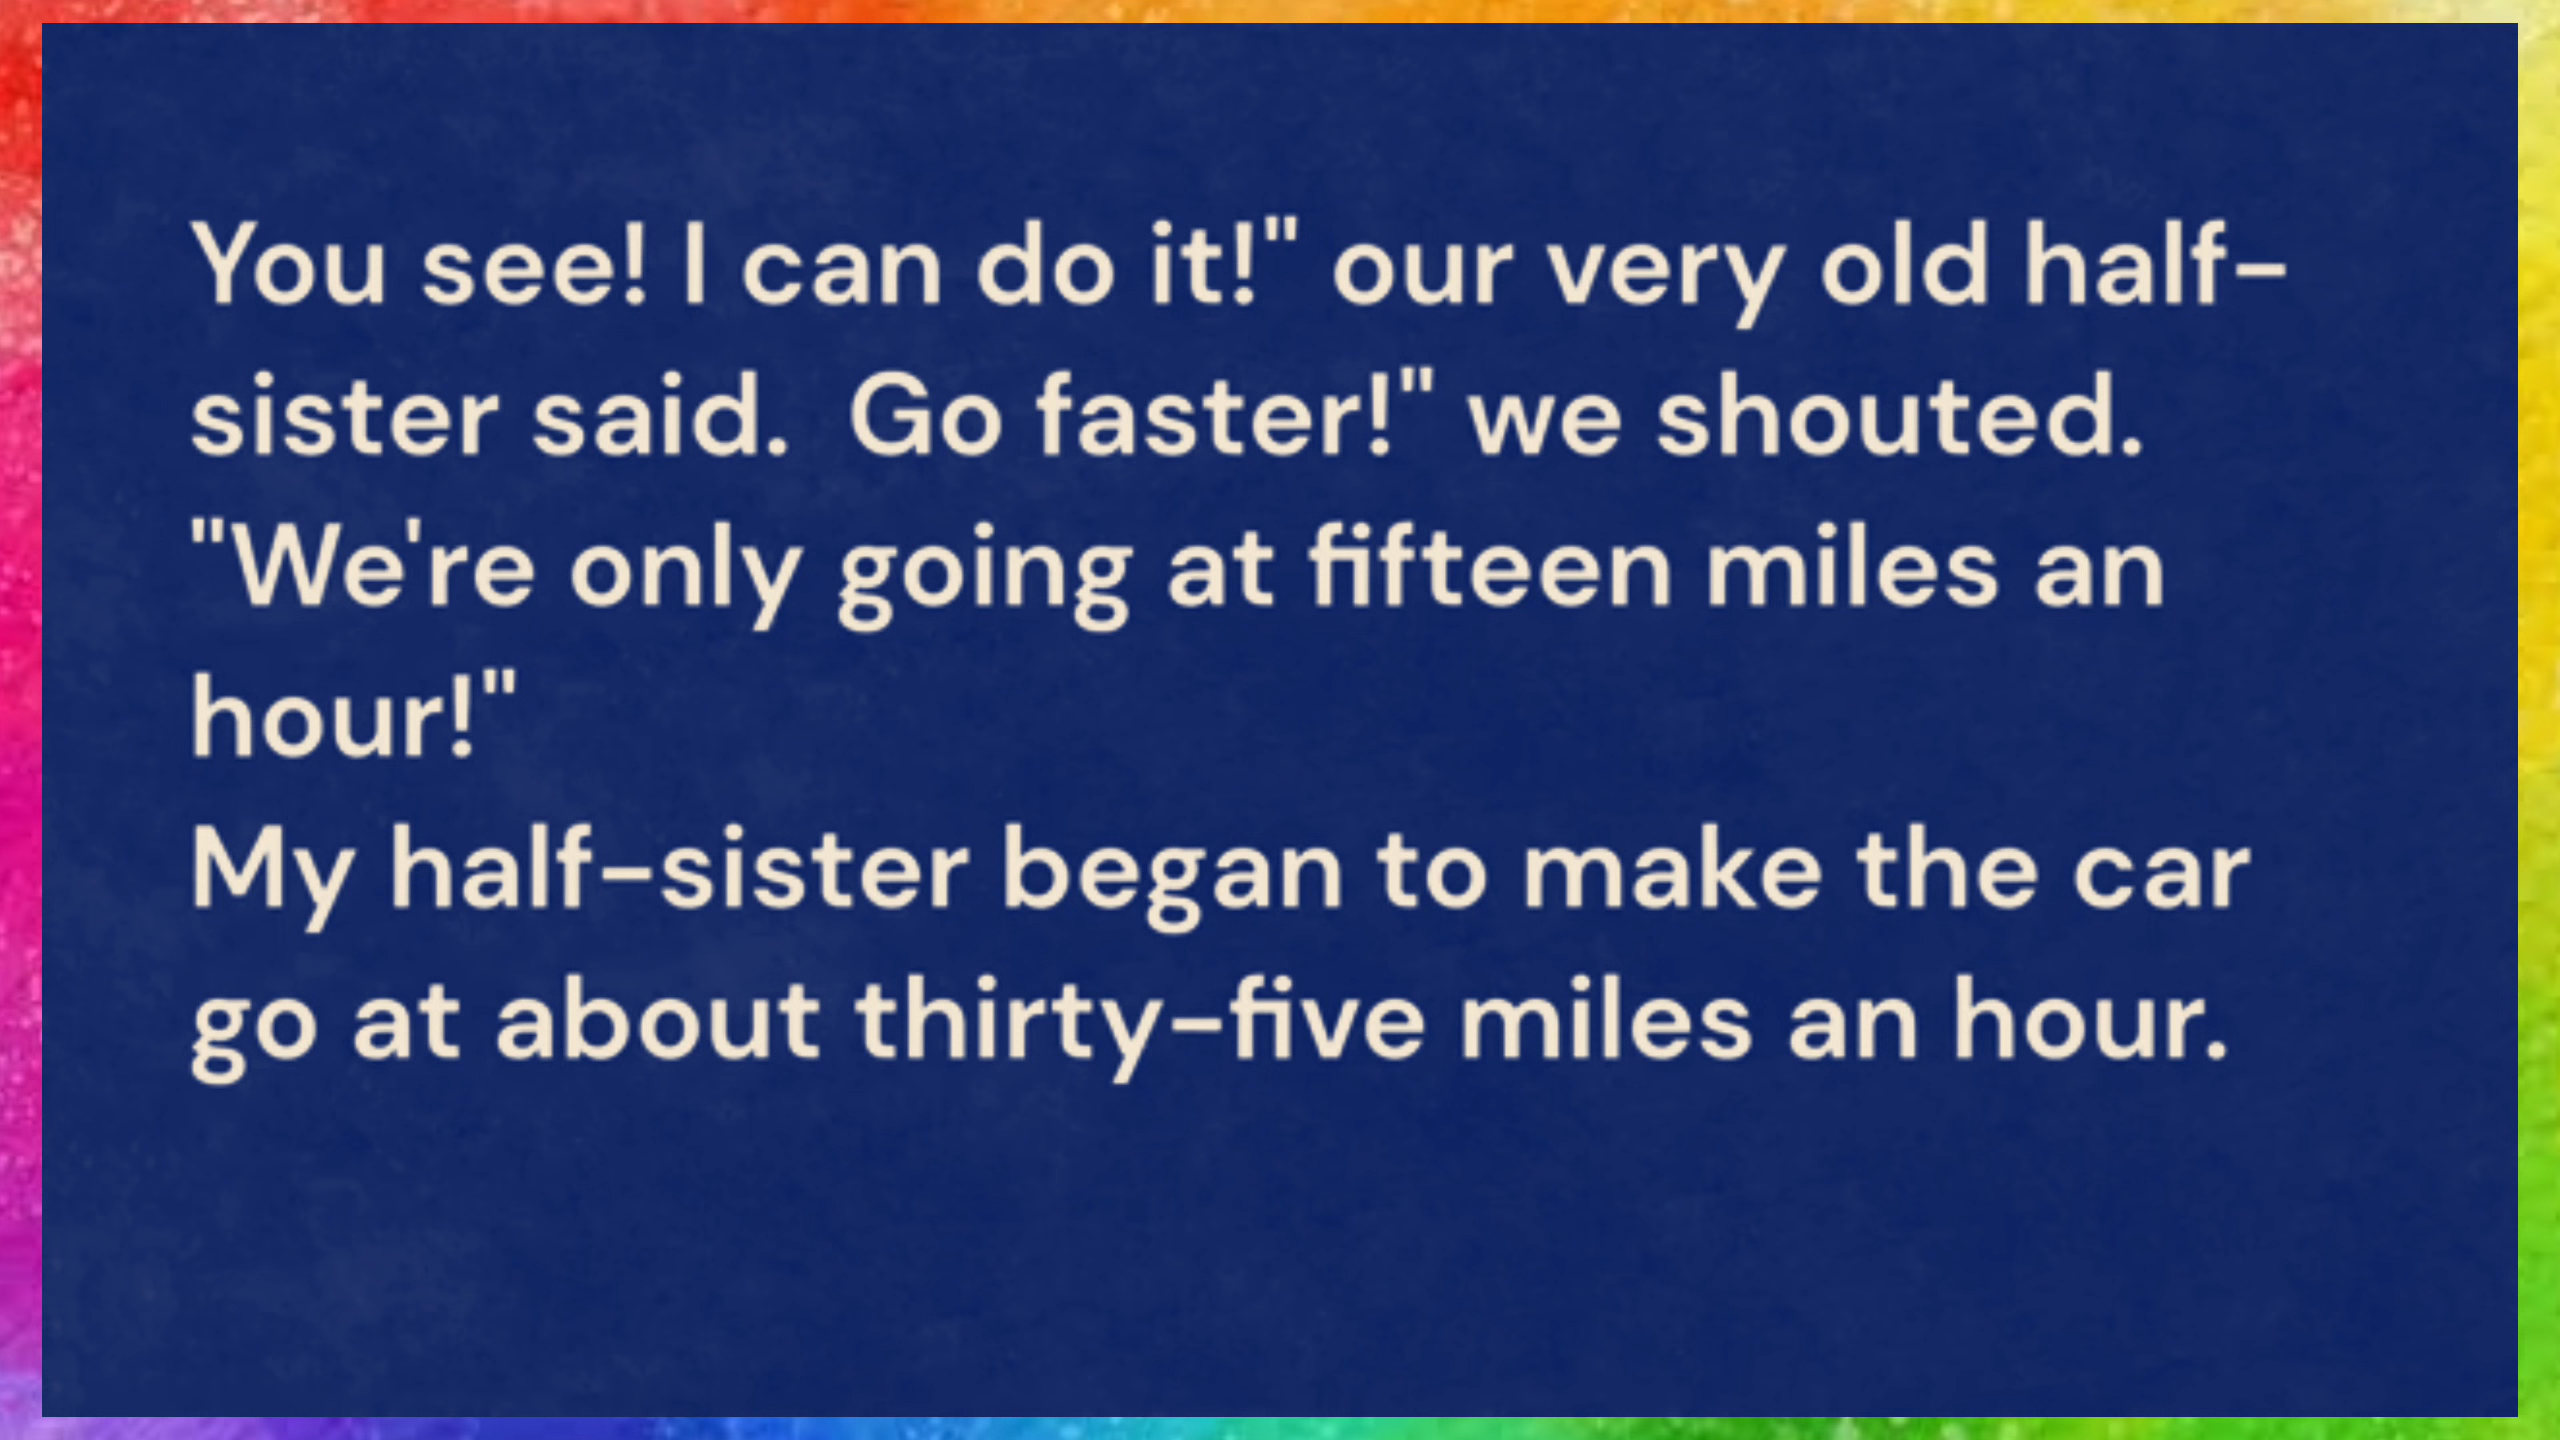 You see! I can do it!" our very old half-
sister said.  Go faster!" we shouted.
"We're only going at fifteen miles an
hour!"
My half-sister began to make the car
go at about thirty-five miles an hour.